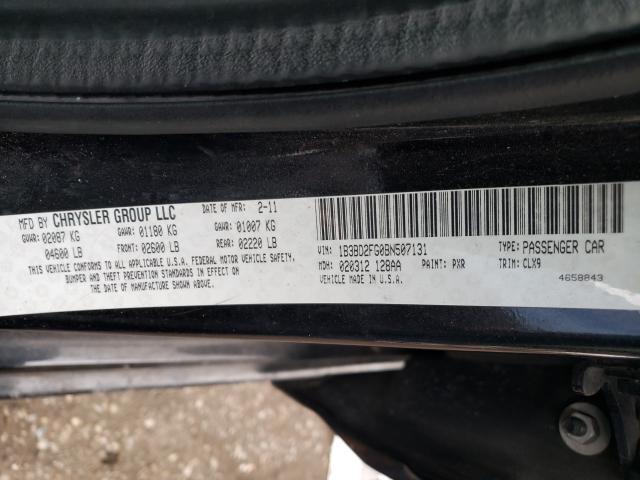 MFD BY CHRYSLER GROUP LLC DATE OF MFR: 2-11
GVWR: 02087 KG GAWR: 01180 KG GAWR: 01007 KG
04600 LB FRONT: 02600 LB REAR: 02220 LB
THIS VEHICLE CONFORMS TO ALL APPLICABLE U.S.A. FEDERAL MOTOR VEHICLE SAFETY,
BUMPER AND THEFT PREVENTION STANDARDS IN EFFECT ON
THE DATE OF MANUFACTURE SHOWN ABOVE.
VIN: 1B3BD2FG0BN507131 TYPE: PASSENGER CAR
MDH: 020312 128AA PAINT: PXR TRIM: CLX9
VEHICLE MADE IN U.S.A. 4658843